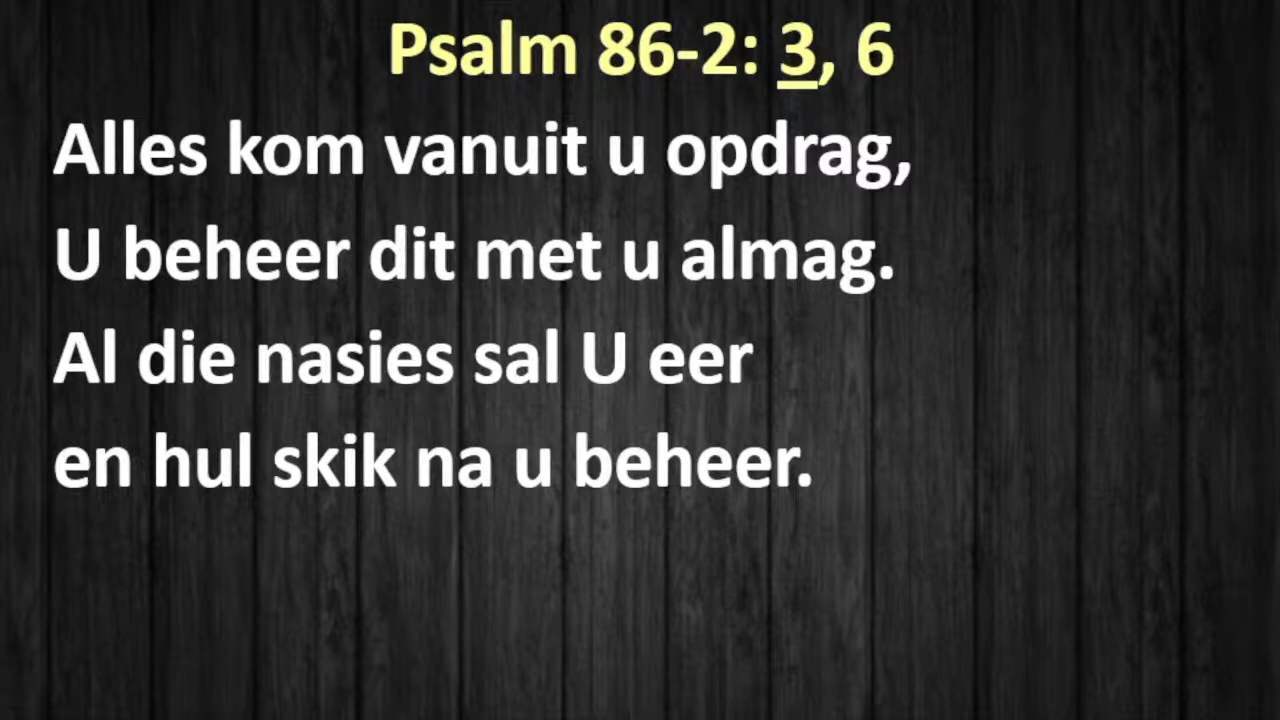 Psalm 86-2: 3, 6
Alles kom vanuit u opdrag,
U beheer dit met u almag.
Al die nasies sal U eer
en hul skik na u beheer.